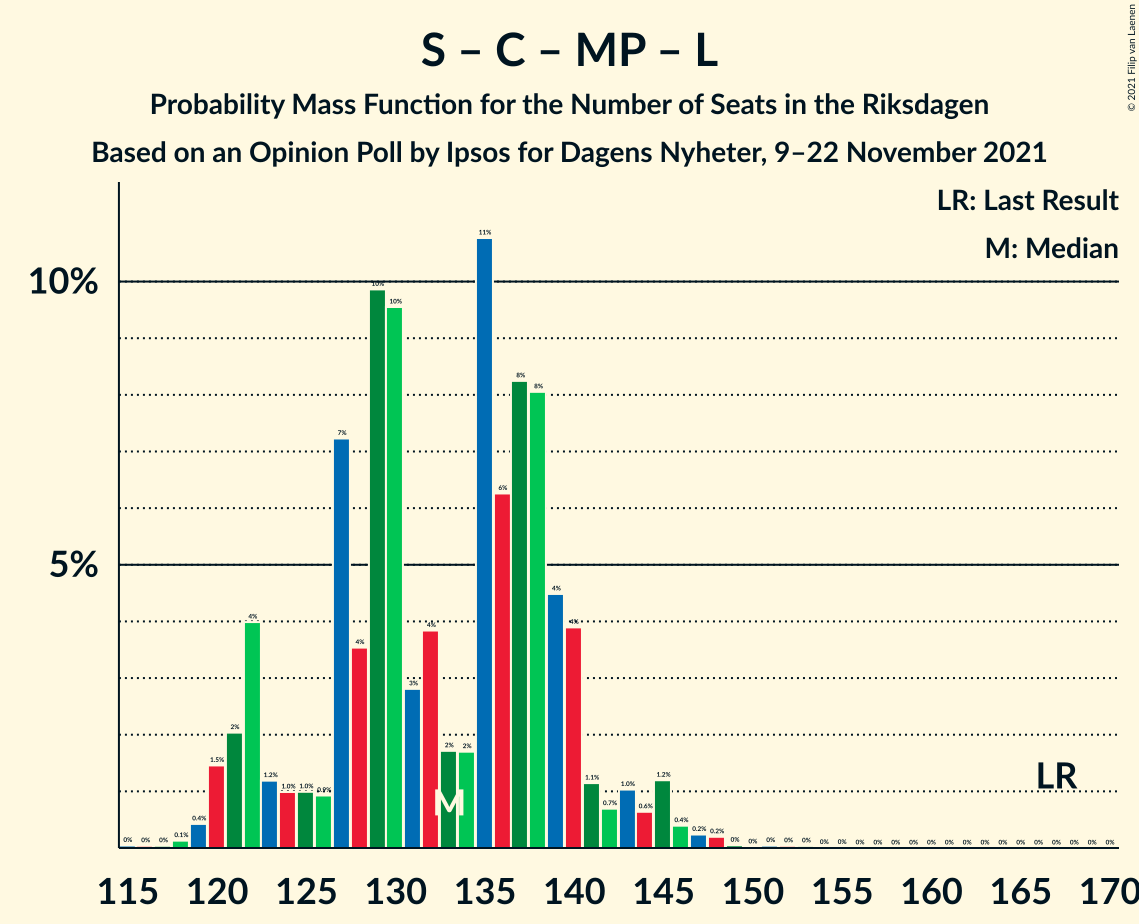 S – C – MP – L
Probability Mass Function for the Number of Seats in the Riksdagen
Based on an Opinion Poll by Ipsos for Dagens Nyheter, 9–22 November 2021
© 2021 Filip van Laenen
LR: Last Result
M: Median
10%
5%
0% 0% 0% 0.1% 0.4% 1.5% 2% 4% 1.2% 1.0% 1.0% 0.9% 7% 4% 10% 10% 3% 4% 2% 2% 11% 6% 8% 8% 4% 4% 1.1% 0.7% 1.0% 0.6% 1.2% 0.4% 0.2% 0.2% 0% 0% 0% 0% 0% 0% 0% 0% 0% 0% 0% 0% 0% 0% 0% 0% 0% 0% 0% 0% 0% 0%
M
LR
115 120 125 130 135 140 145 150 155 160 165 170